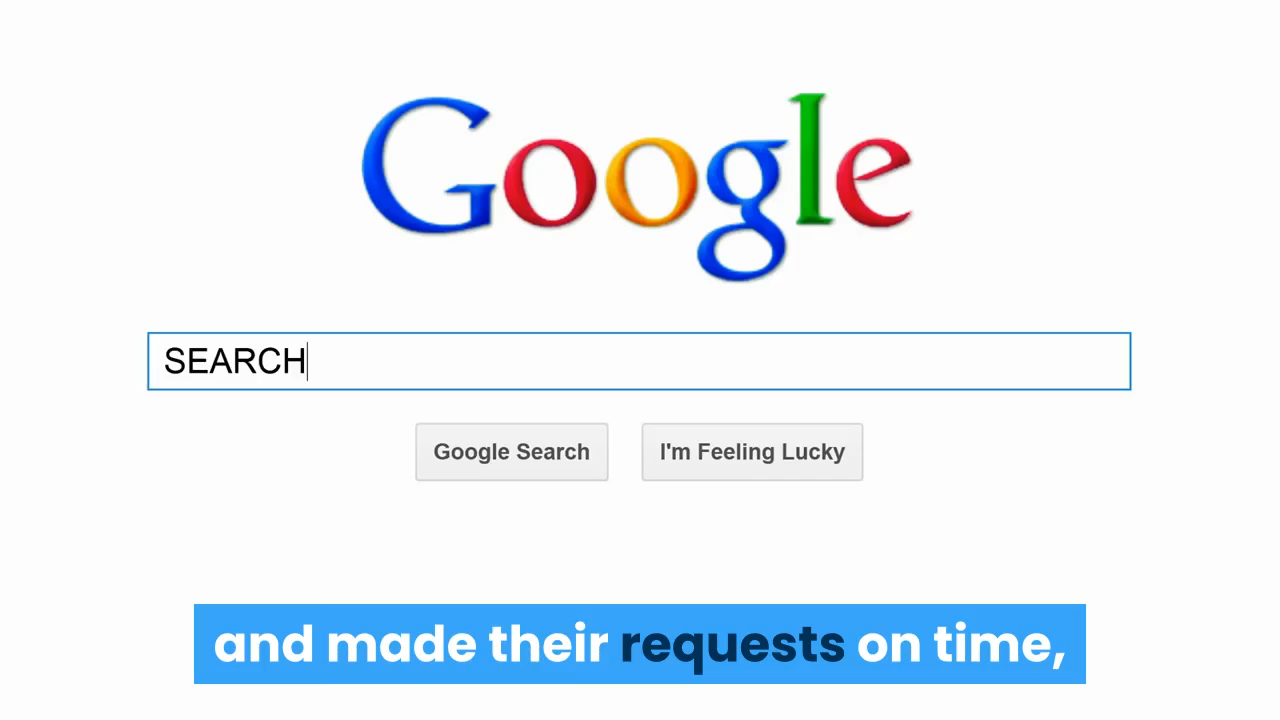 Google
SEARCH
Google Search
I'm Feeling Lucky
and made their requests on time,